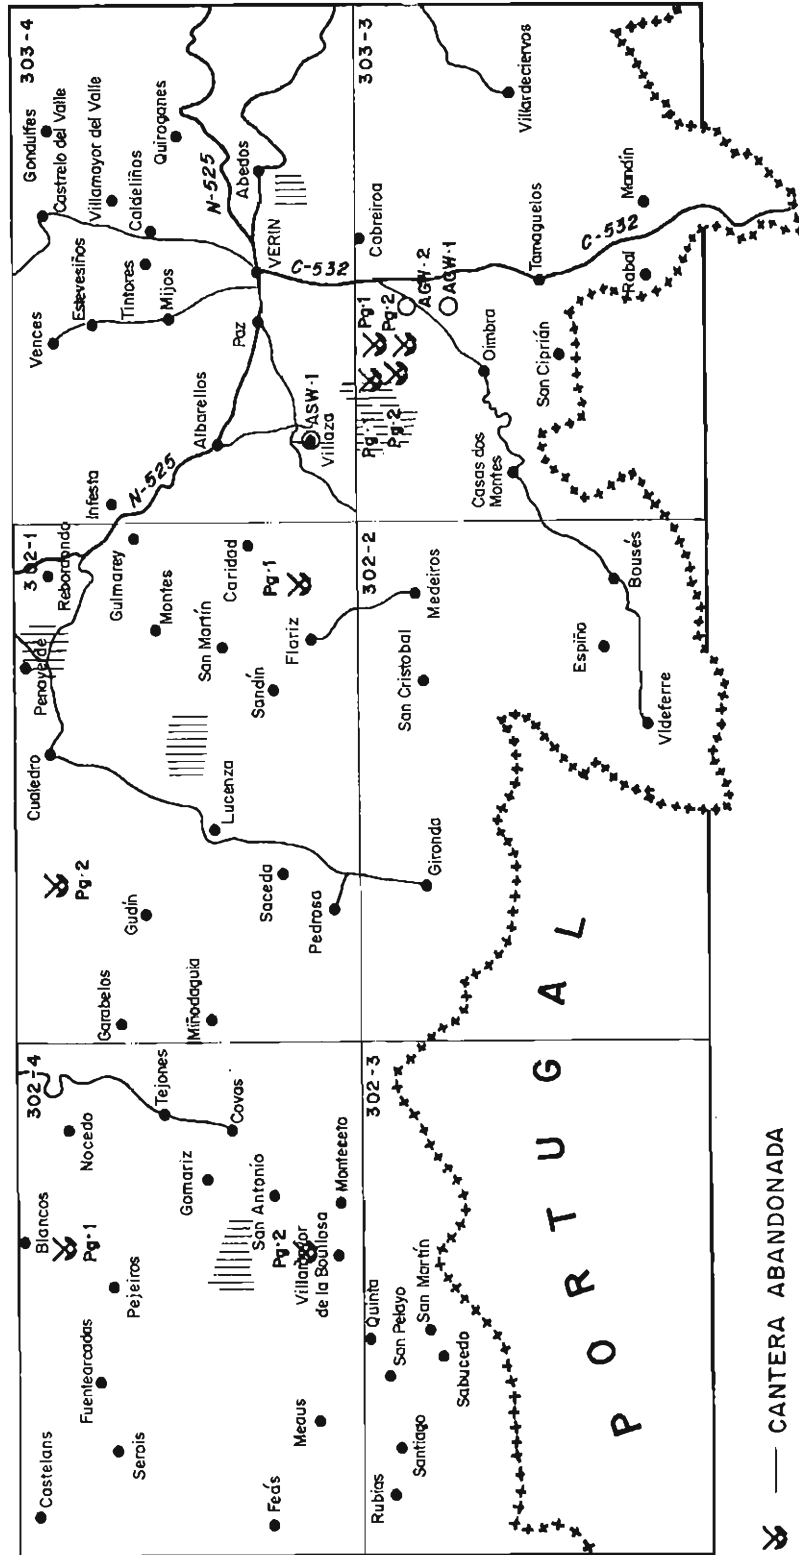 302-4
Castelans
Serois
Fuentearcadas
Pejeiros
Blancos
Pg-1
Nocedo
Tejones
Covas
Gomariz
San Antonio
Pg-2
Villamayor
de la Boullosa
Monteceto
Meaus
Feás
302-3
Rubias
Santiago
San Pelayo
Quinta
San Martín
Sabucedo
302-1
Garabelos
Miñodaguia
Gudín
Pg-2
Cualedro
Lucenza
Saceda
Pedrosa
Penaverde
Rebordondo
Gulmarey
Montes
San Martín
Sandín
Caridad
Pg-1
Flariz
302-2
Gironda
San Cristobal
Medeiros
Espiño
Bousés
Videferre
303-4
Infesta
N-525
Albarellos
Vences
Estevesiños
Tintores
Mijos
Paz
Gondulfes
Castrelo del Valle
Villamayor del Valle
Caldeliños
Quiroganes
N-525
Abedos
VERIN
C-532
ASW-1
Villaza
303-3
Cabreiroa
Pg-1
Pg-2
Pg-1
Pg-2
AGW-2
AGW-1
Oimbra
Casas dos
Montes
San Ciprián
Tamaguelos
C-532
Rabal
Mandín
Villardeciervos
PORTUGAL
CANTERA ABANDONADA